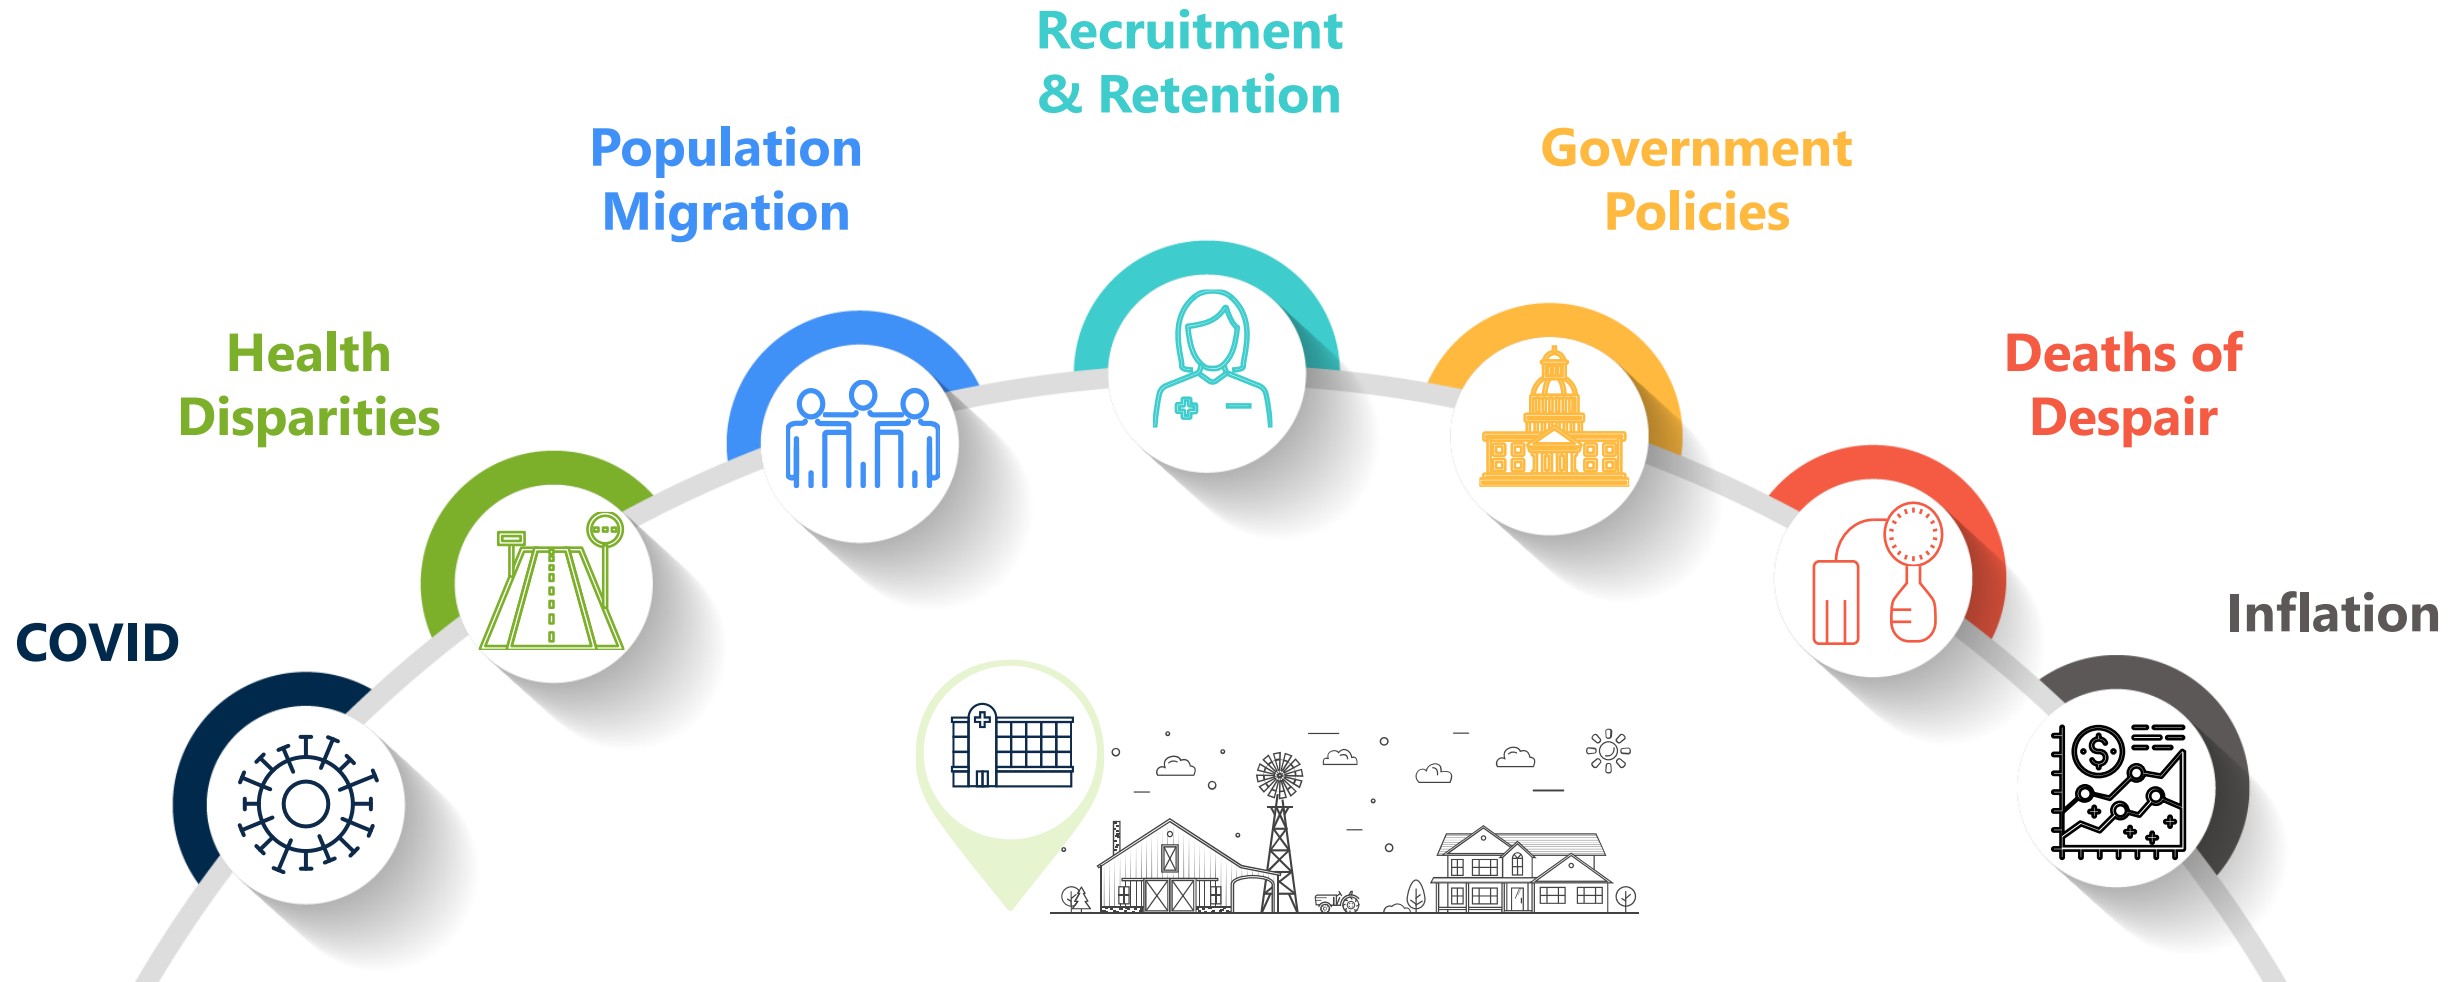 COVID
Health
Disparities
Population
Migration
Recruitment
& Retention
Government
Policies
Deaths of
Despair
Inflation
$